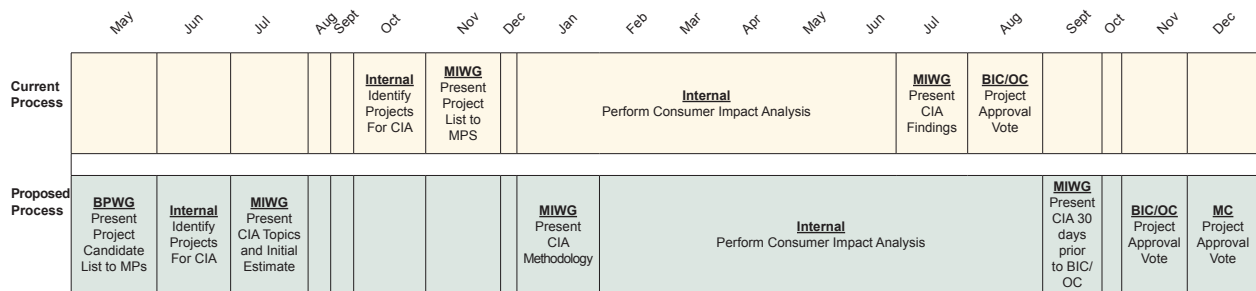 May Jun Jul Aug Sept Oct Nov Dec Jan Feb Mar Apr May Jun Jul Aug Sept Oct Nov Dec
Current
Process
Internal
Identify
Projects
For CIA
MIWG
Present
Project
List to
MPS
Internal
Perform Consumer Impact Analysis
MIWG
Present
CIA
Findings
BIC/OC
Project
Approval
Vote
Proposed
Process
BPWG
Present
Project
Candidate
List to MPs
Internal
Identify
Projects
For CIA
MIWG
Present
CIA Topics
and Initial
Estimate
MIWG
Present
CIA
Methodology
Internal
Perform Consumer Impact Analysis
MIWG
Present
CIA 30
days
prior
to BIC/
OC
BIC/OC
Project
Approval
Vote
MC
Project
Approval
Vote